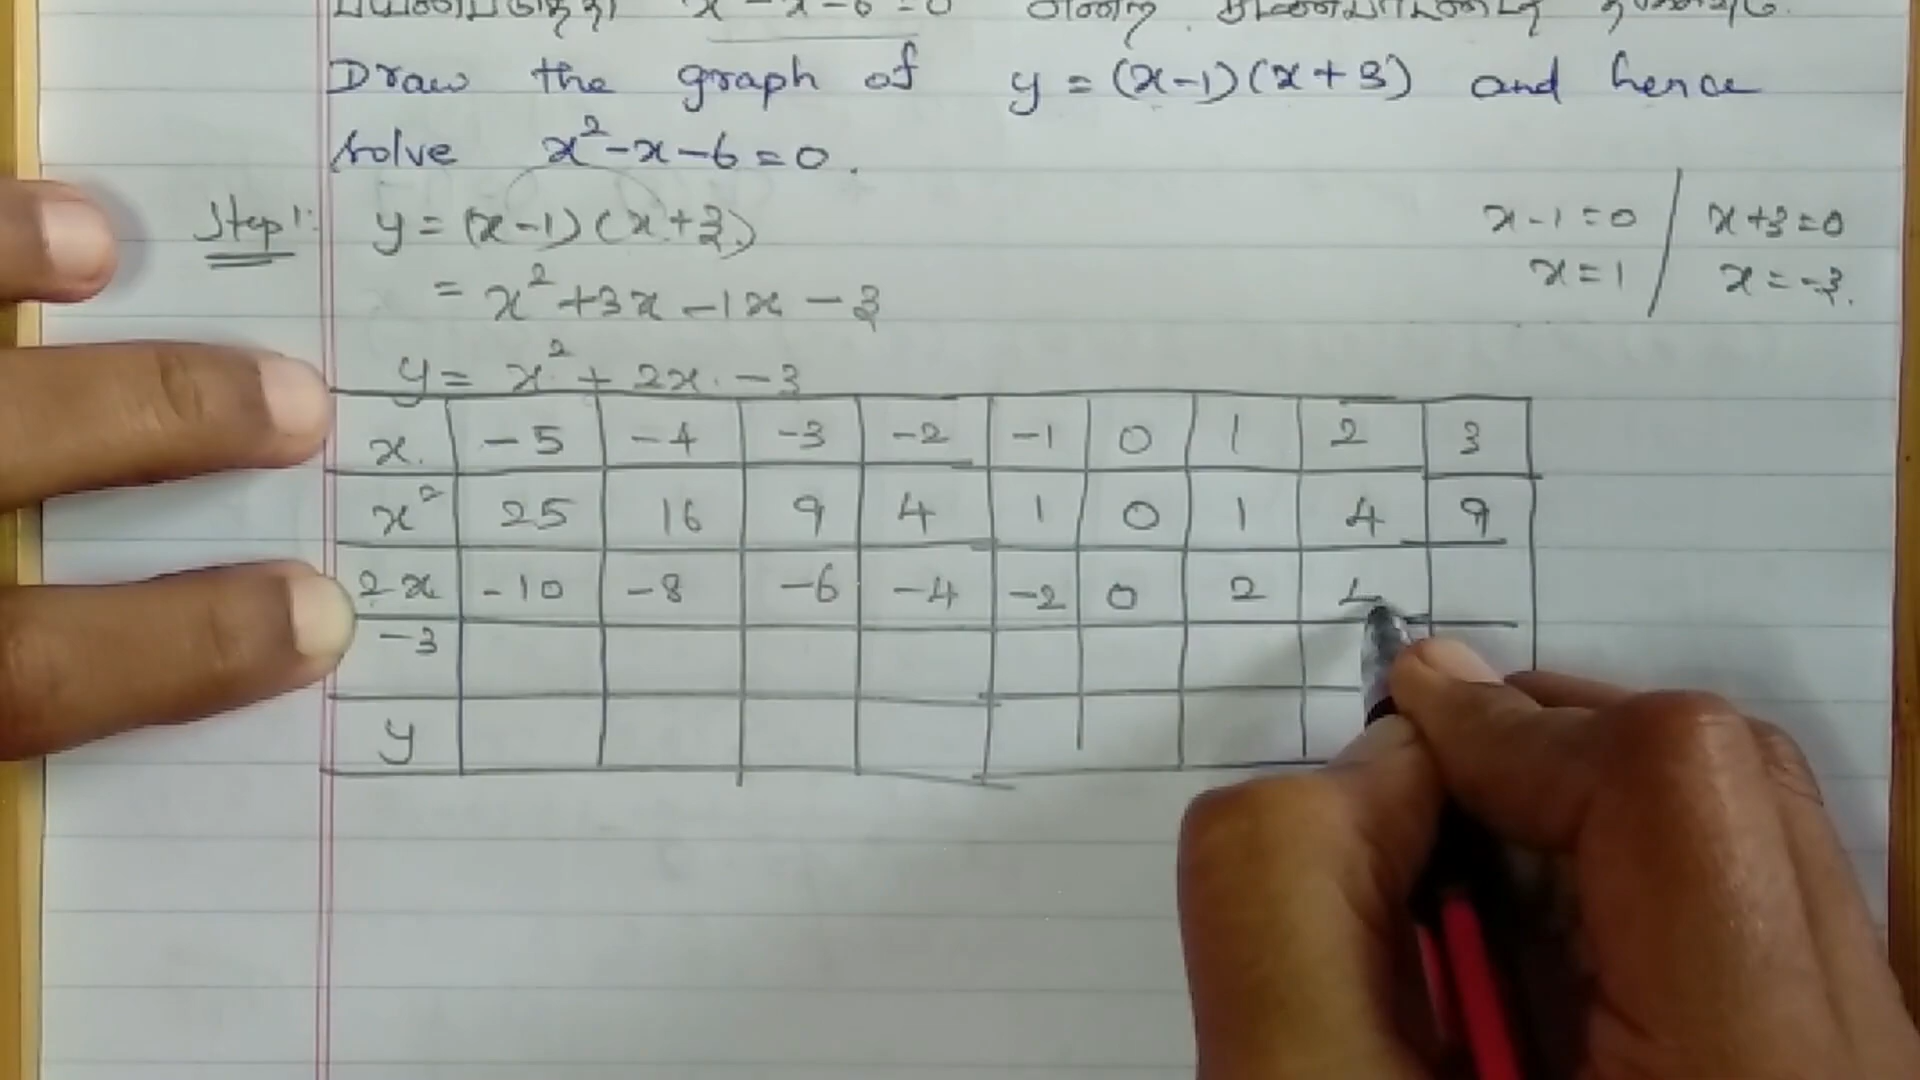 x² - x - 6 = 0
Draw the graph of y = (x-1)(x+3) and hence
solve x²-x-6=0.
Step 1: y = (x-1)(x+3)
x-1=0 x+3=0
= x²+3x-1x-3
x=1 x=-3.
y = x² + 2x - 3
x. -5 -4 -3 -2 -1 0 1 2 3
x² 25 16 9 4 1 0 1 4 9
2x -10 -8 -6 -4 -2 0 2
-3
y